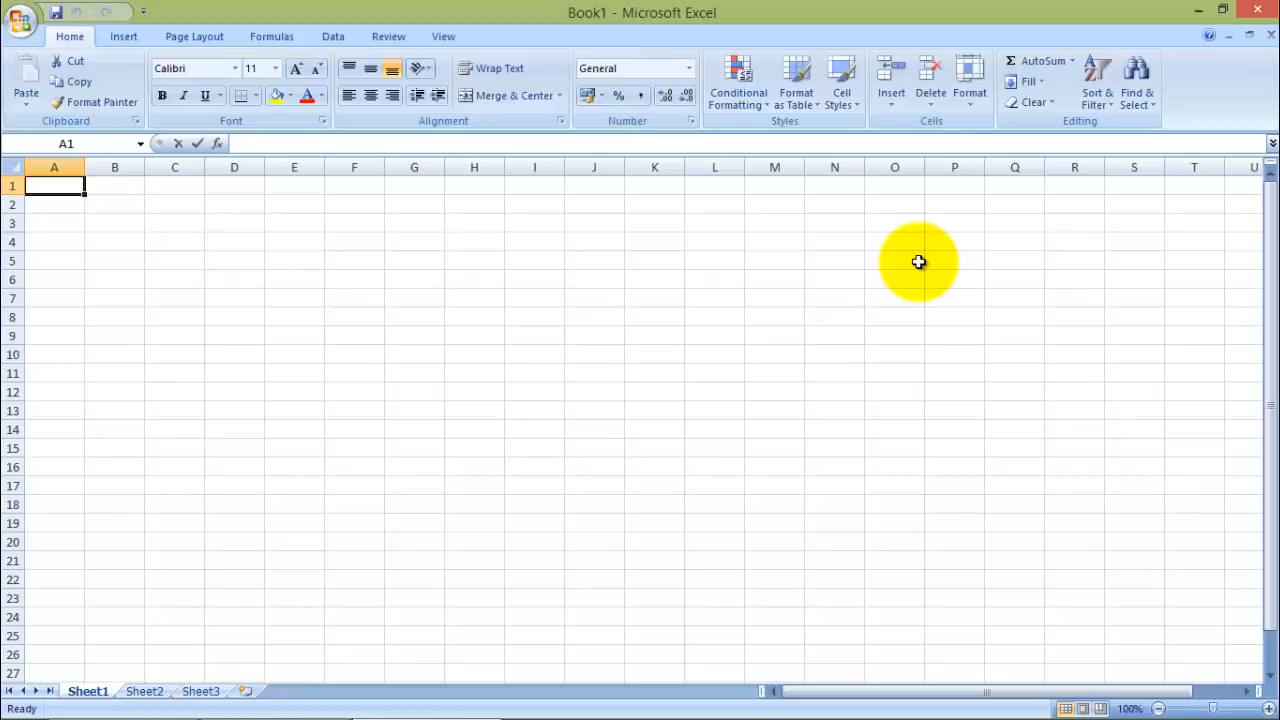 Book1 - Microsoft Excel
Home Insert Page Layout Formulas Data Review View
Cut
Copy
Format Painter
Paste
Clipboard
Calibri 11
A A
B I U A
Font
Wrap Text
Merge & Center
Alignment
General
% , .0 .00 .00 .0
Number
Conditional Formatting
Format as Table
Cell Styles
Styles
Insert Delete Format
Cells
Σ AutoSum
Fill
Clear
Sort & Filter
Find & Select
Editing
A1 fx
A B C D E F G H I J K L M N O P Q R S T U
1
2
3
4
5
6
7
8
9
10
11
12
13
14
15
16
17
18
19
20
21
22
23
24
25
26
27
Sheet1 Sheet2 Sheet3
Ready 100%